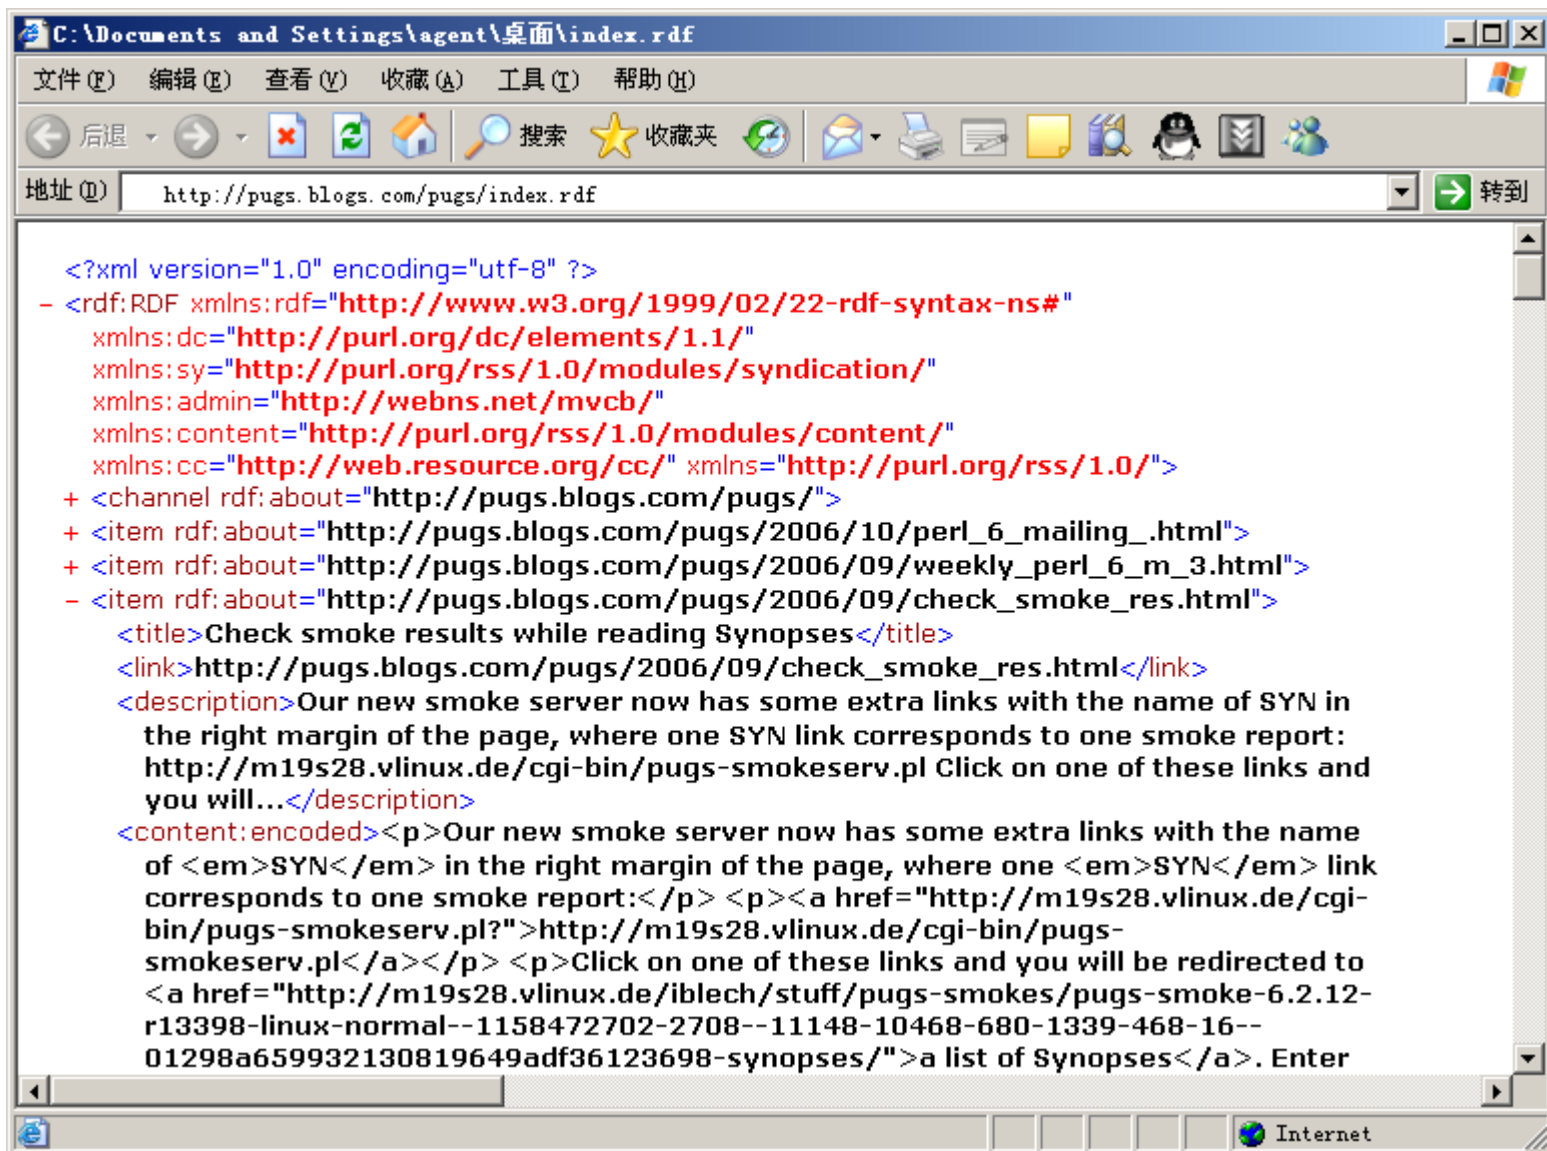 C:\Documents and Settings\agent\桌面\index.rdf
文件(F) 编辑(E) 查看(V) 收藏(A) 工具(T) 帮助(H)
后退 搜索 收藏夹
地址(D) http://pugs.blogs.com/pugs/index.rdf 转到
<?xml version="1.0" encoding="utf-8" ?>
- <rdf:RDF xmlns:rdf="http://www.w3.org/1999/02/22-rdf-syntax-ns#"
xmlns:dc="http://purl.org/dc/elements/1.1/"
xmlns:sy="http://purl.org/rss/1.0/modules/syndication/"
xmlns:admin="http://webns.net/mvcb/"
xmlns:content="http://purl.org/rss/1.0/modules/content/"
xmlns:cc="http://web.resource.org/cc/" xmlns="http://purl.org/rss/1.0/">
+ <channel rdf:about="http://pugs.blogs.com/pugs/">
+ <item rdf:about="http://pugs.blogs.com/pugs/2006/10/perl_6_mailing_.html">
+ <item rdf:about="http://pugs.blogs.com/pugs/2006/09/weekly_perl_6_m_3.html">
- <item rdf:about="http://pugs.blogs.com/pugs/2006/09/check_smoke_res.html">
<title>Check smoke results while reading Synopses</title>
<link>http://pugs.blogs.com/pugs/2006/09/check_smoke_res.html</link>
<description>Our new smoke server now has some extra links with the name of SYN in
the right margin of the page, where one SYN link corresponds to one smoke report:
http://m19s28.vlinux.de/cgi-bin/pugs-smokeserv.pl Click on one of these links and
you will...</description>
<content:encoded><p>Our new smoke server now has some extra links with the name
of <em>SYN</em> in the right margin of the page, where one <em>SYN</em> link
corresponds to one smoke report:</p> <p><a href="http://m19s28.vlinux.de/cgi-
bin/pugs-smokeserv.pl?">http://m19s28.vlinux.de/cgi-bin/pugs-
smokeserv.pl</a></p> <p>Click on one of these links and you will be redirected to
<a href="http://m19s28.vlinux.de/iblech/stuff/pugs-smokes/pugs-smoke-6.2.12-
r13398-linux-normal--1158472702-2708--11148-10468-680-1339-468-16--
01298a659932130819649adf36123698-synopses/">a list of Synopses</a>. Enter
Internet